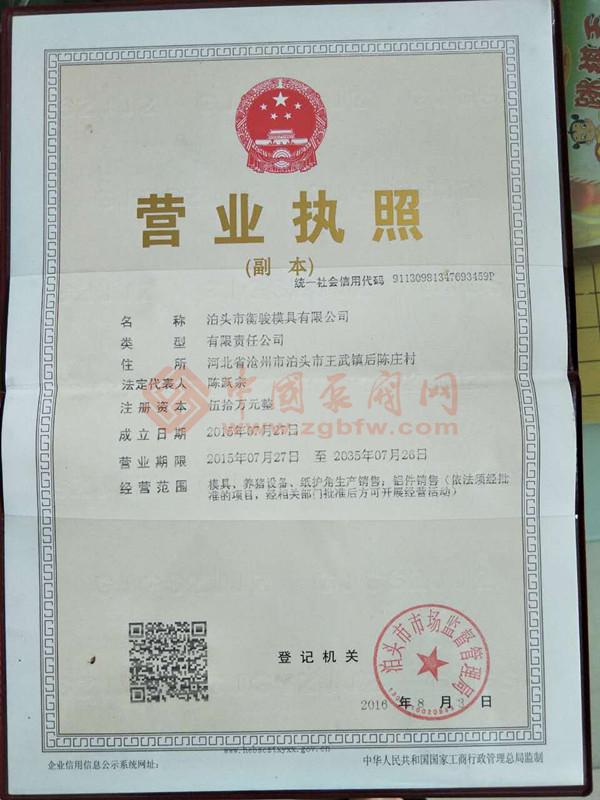 营业执照
(副 本)
统一社会信用代码 91130981347693459P
名 称 泊头市衡骏模具有限公司
类 型 有限责任公司
住 所 河北省沧州市泊头市王武镇后陈庄村
法定代表人 陈跃东
注册资本 伍拾万元整
成立日期 2015年07月27日
营业期限 2015年07月27日 至 2035年07月26日
经营范围 模具、养猪设备、纸护角生产销售；铝件销售（依法须经批
准的项目，经相关部门批准后方可开展经营活动）
中国泵阀网
www.zgbfw.com
登记机关
泊头市市场监督管理局
2016 年 8 月 3 日
www.hebscztxyxx.gov.cn
企业信用信息公示系统网址：
中华人民共和国国家工商行政管理总局监制